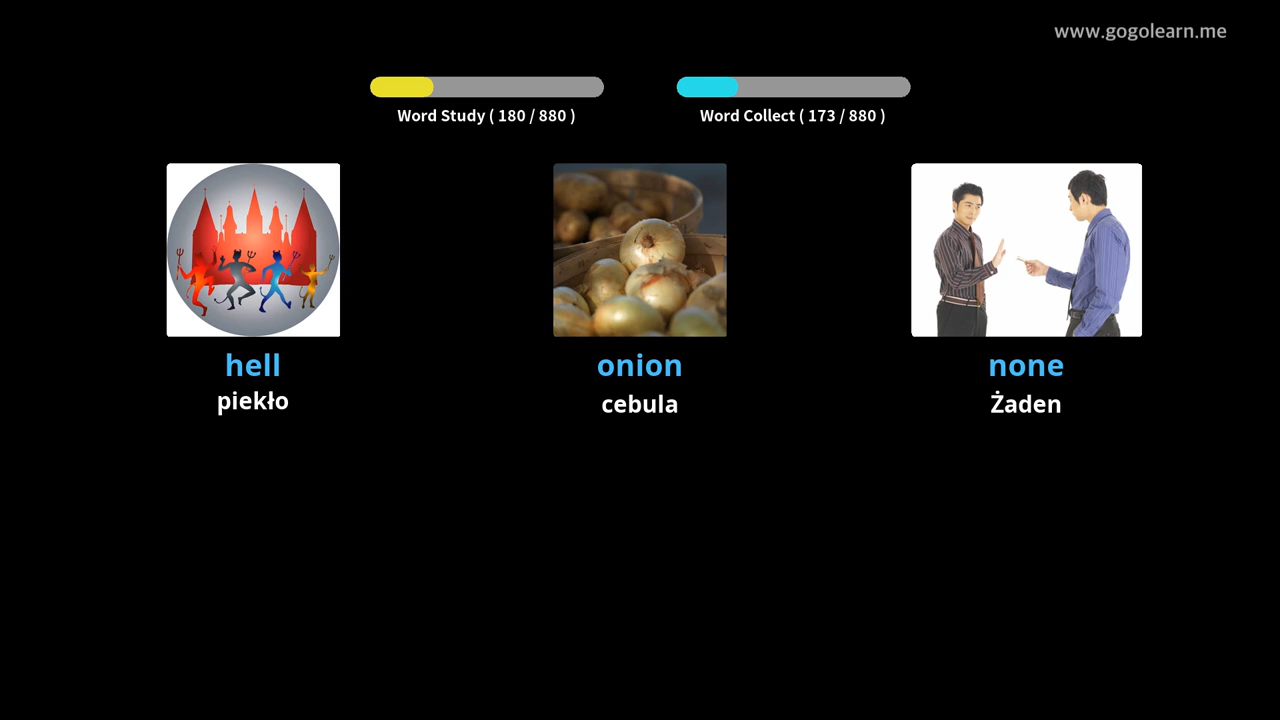 www.gogolearn.me
Word Study ( 180 / 880 )
Word Collect ( 173 / 880 )
hell
piekło
onion
cebula
none
Żaden